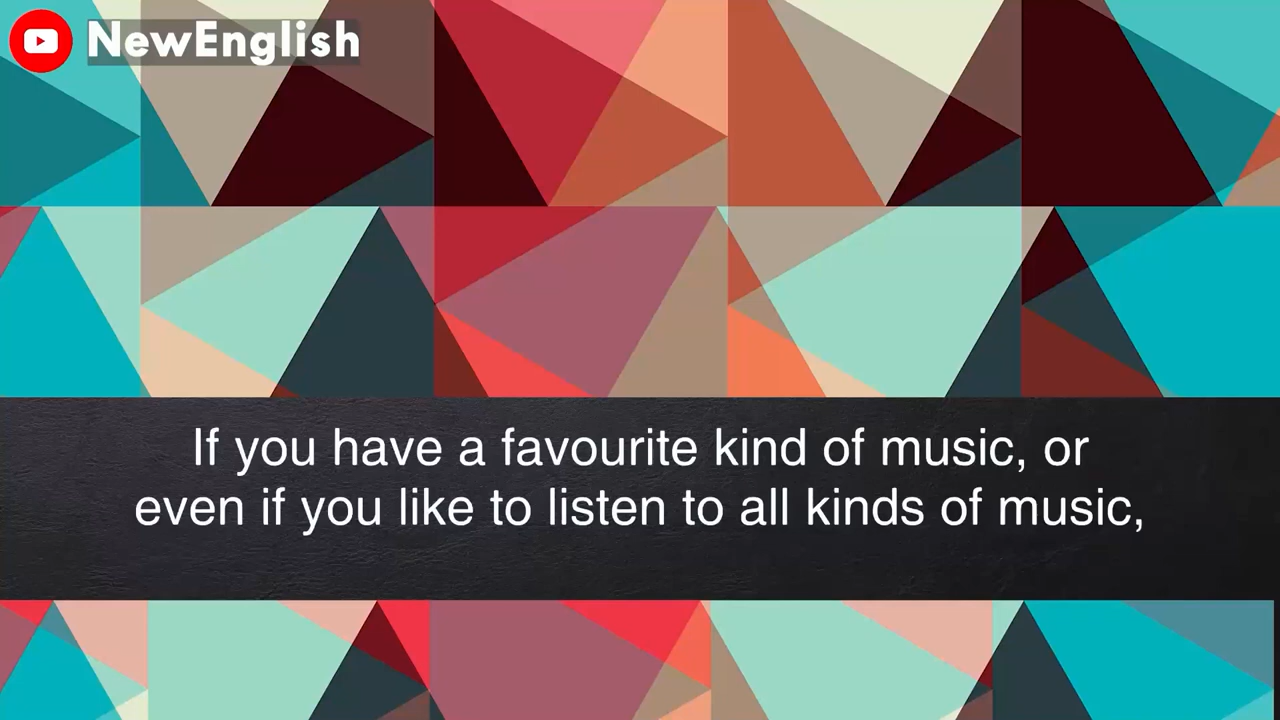 NewEnglish
If you have a favourite kind of music, or
even if you like to listen to all kinds of music,